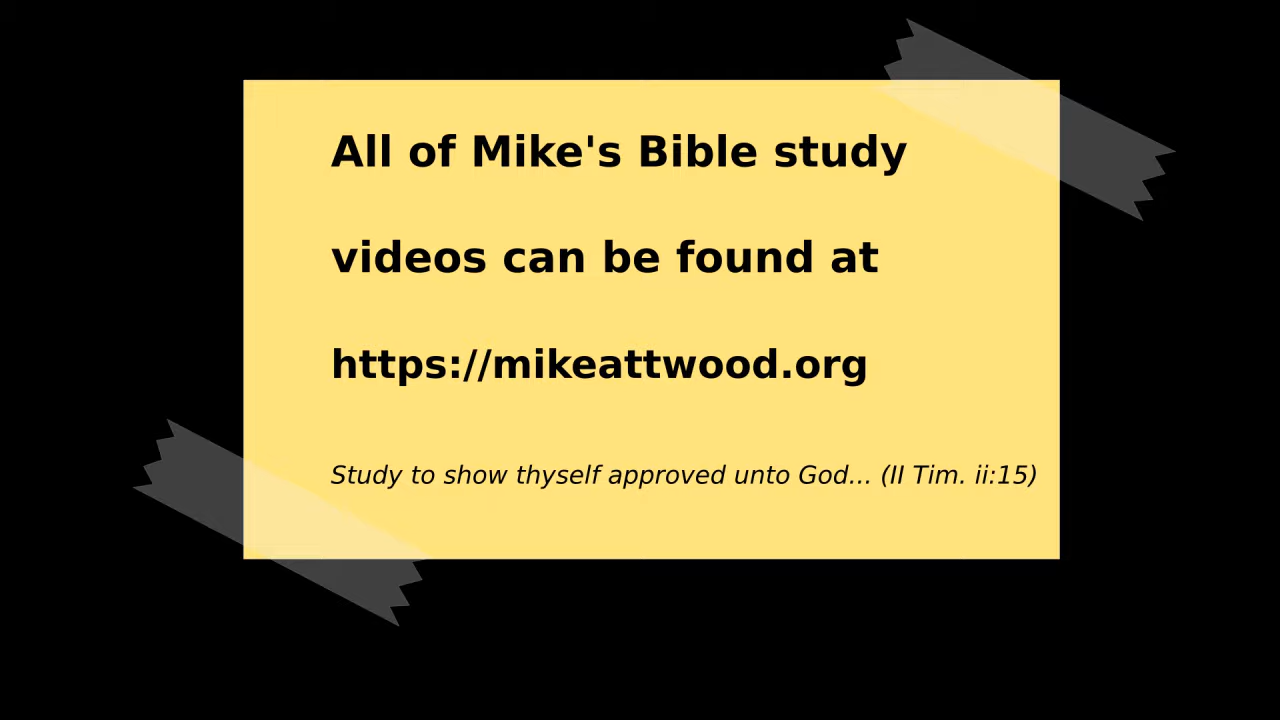 All of Mike's Bible study
videos can be found at
https://mikeattwood.org
Study to show thyself approved unto God... (II Tim. ii:15)